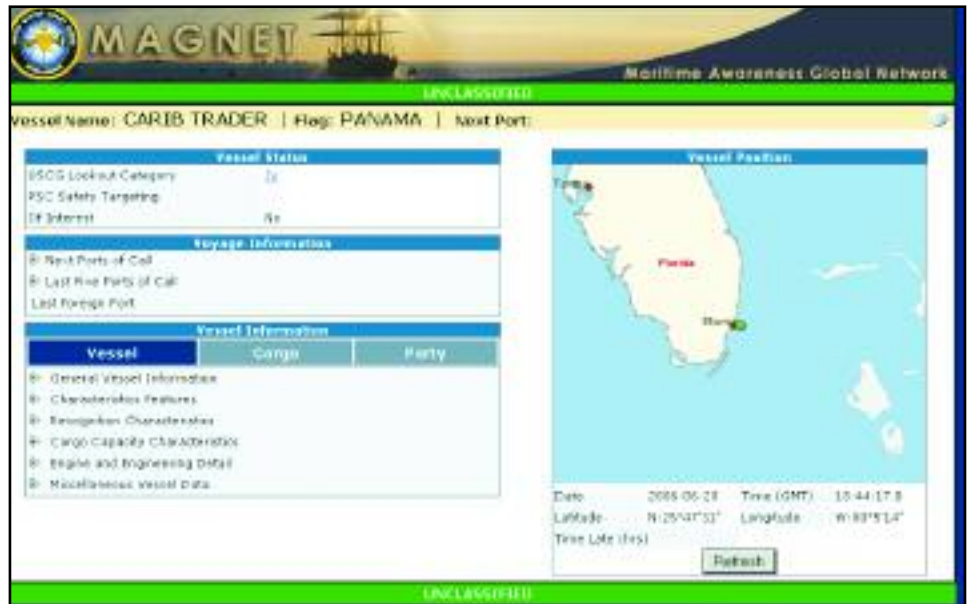 MAGNET
Maritime Awareness Global Network
UNCLASSIFIED
Vessel Name: CARIB TRADER | Flag: PANAMA | Next Port:
Vessel Status
USCG Lookout Category
PSC Safety Targeting
Of Interest No
Voyage Information
Next Ports of Call
Last Five Ports of Call
Last Foreign Port
Vessel Information
Vessel Cargo Party
General Vessel Information
Characteristics Features
Recognition Characteristics
Cargo Capacity Characteristics
Engine and Engineering Detail
Miscellaneous Vessel Data
Vessel Position
Florida
Date Time (GMT)
Latitude Longitude
Time Late (hrs)
Refresh
UNCLASSIFIED